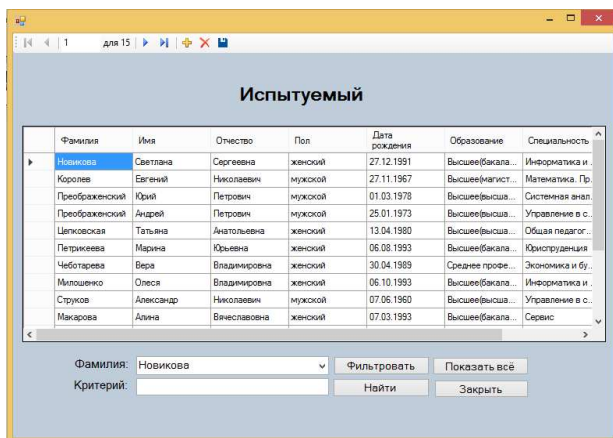 1 для 15
Испытуемый
Фамилия Имя Отчество Пол Дата рождения Образование Специальность
Новикова Светлана Сергеевна женский 27.12.1991 Высшее(бакала... Информатика и .
Королев Евгений Николаевич мужской 27.11.1967 Высшее(магист... Математика. Пр.
Преображенский Юрий Петрович мужской 01.03.1978 Высшее(высша... Системная анал.
Преображенский Андрей Петрович мужской 25.01.1973 Высшее(высша... Управление в с..
Цепковская Татьяна Анатольевна женский 13.04.1980 Высшее(высша... Общая педагог..
Петрикеева Марина Юрьевна женский 06.08.1993 Высшее(бакала... Юриспруденция
Чеботарева Вера Владимировна женский 30.04.1989 Среднее профе... Экономика и бу..
Милошенко Олеся Владимировна женский 06.10.1993 Высшее(бакала... Информатика и .
Струков Александр Николаевич мужской 07.06.1960 Высшее(высша... Управление в с..
Макарова Алина Вячеславовна женский 07.03.1993 Высшее(бакала... Сервис
Фамилия: Новикова Фильтровать Показать всё
Критерий: Найти Закрыть